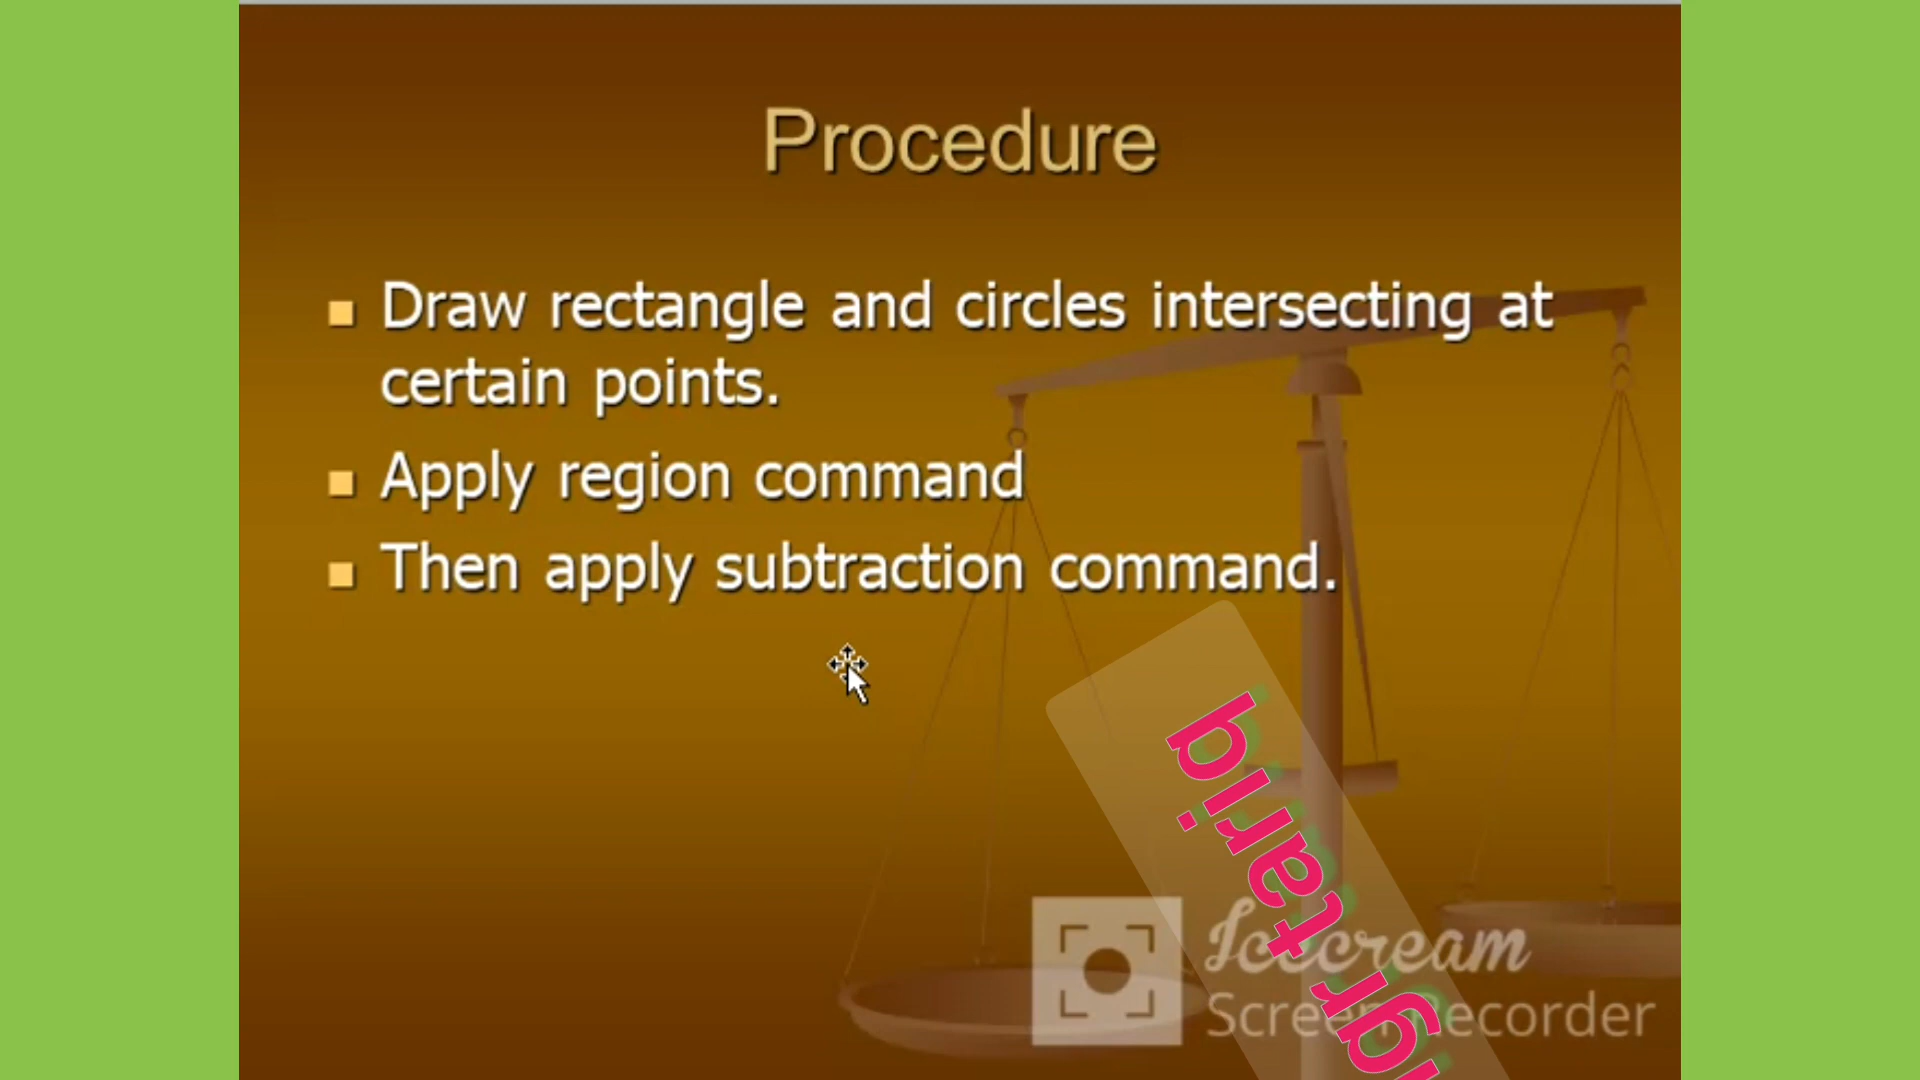 Procedure
Draw rectangle and circles intersecting at
certain points.
Apply region command
Then apply subtraction command.
Icecream
Screen Recorder